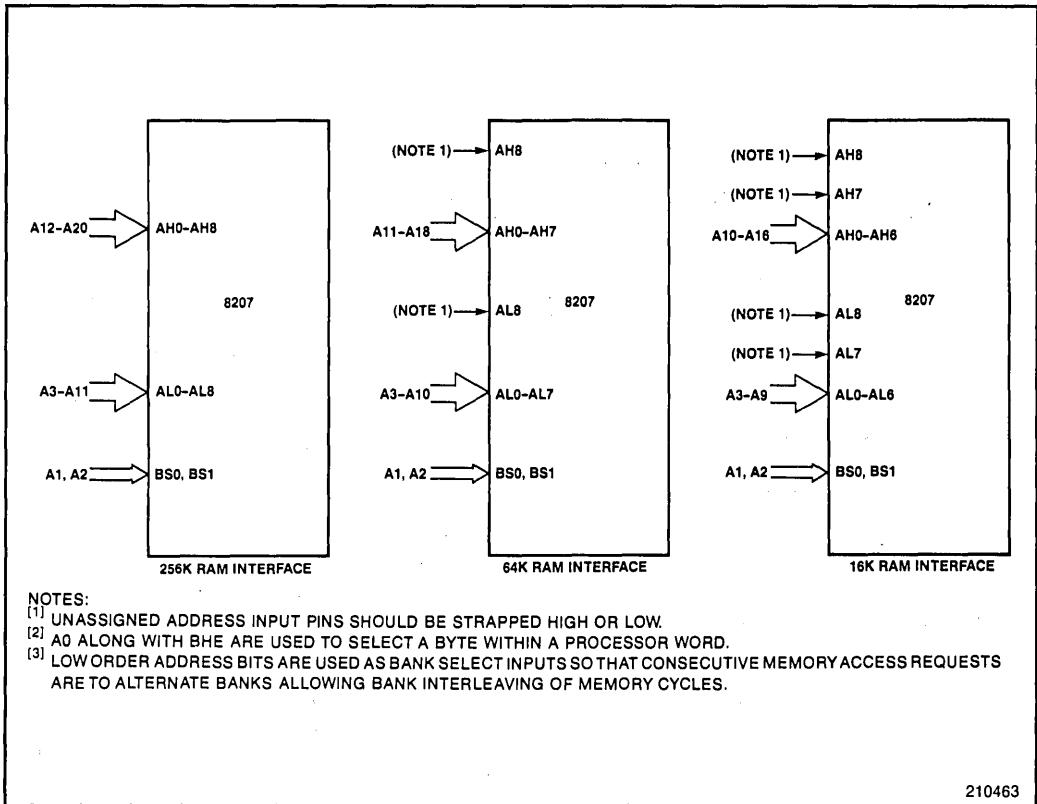 A12–A20
AH0–AH8
8207
A3–A11
AL0–AL8
A1, A2
BS0, BS1
256K RAM INTERFACE
(NOTE 1)
AH8
A11–A18
AH0–AH7
(NOTE 1)
AL8
8207
A3–A10
AL0–AL7
A1, A2
BS0, BS1
64K RAM INTERFACE
(NOTE 1)
AH8
(NOTE 1)
AH7
A10–A16
AH0–AH6
8207
(NOTE 1)
AL8
(NOTE 1)
AL7
A3–A9
AL0–AL6
A1, A2
BS0, BS1
16K RAM INTERFACE
NOTES:
[1] UNASSIGNED ADDRESS INPUT PINS SHOULD BE STRAPPED HIGH OR LOW.
[2] A0 ALONG WITH BHE ARE USED TO SELECT A BYTE WITHIN A PROCESSOR WORD.
[3] LOW ORDER ADDRESS BITS ARE USED AS BANK SELECT INPUTS SO THAT CONSECUTIVE MEMORY ACCESS REQUESTS
ARE TO ALTERNATE BANKS ALLOWING BANK INTERLEAVING OF MEMORY CYCLES.
210463